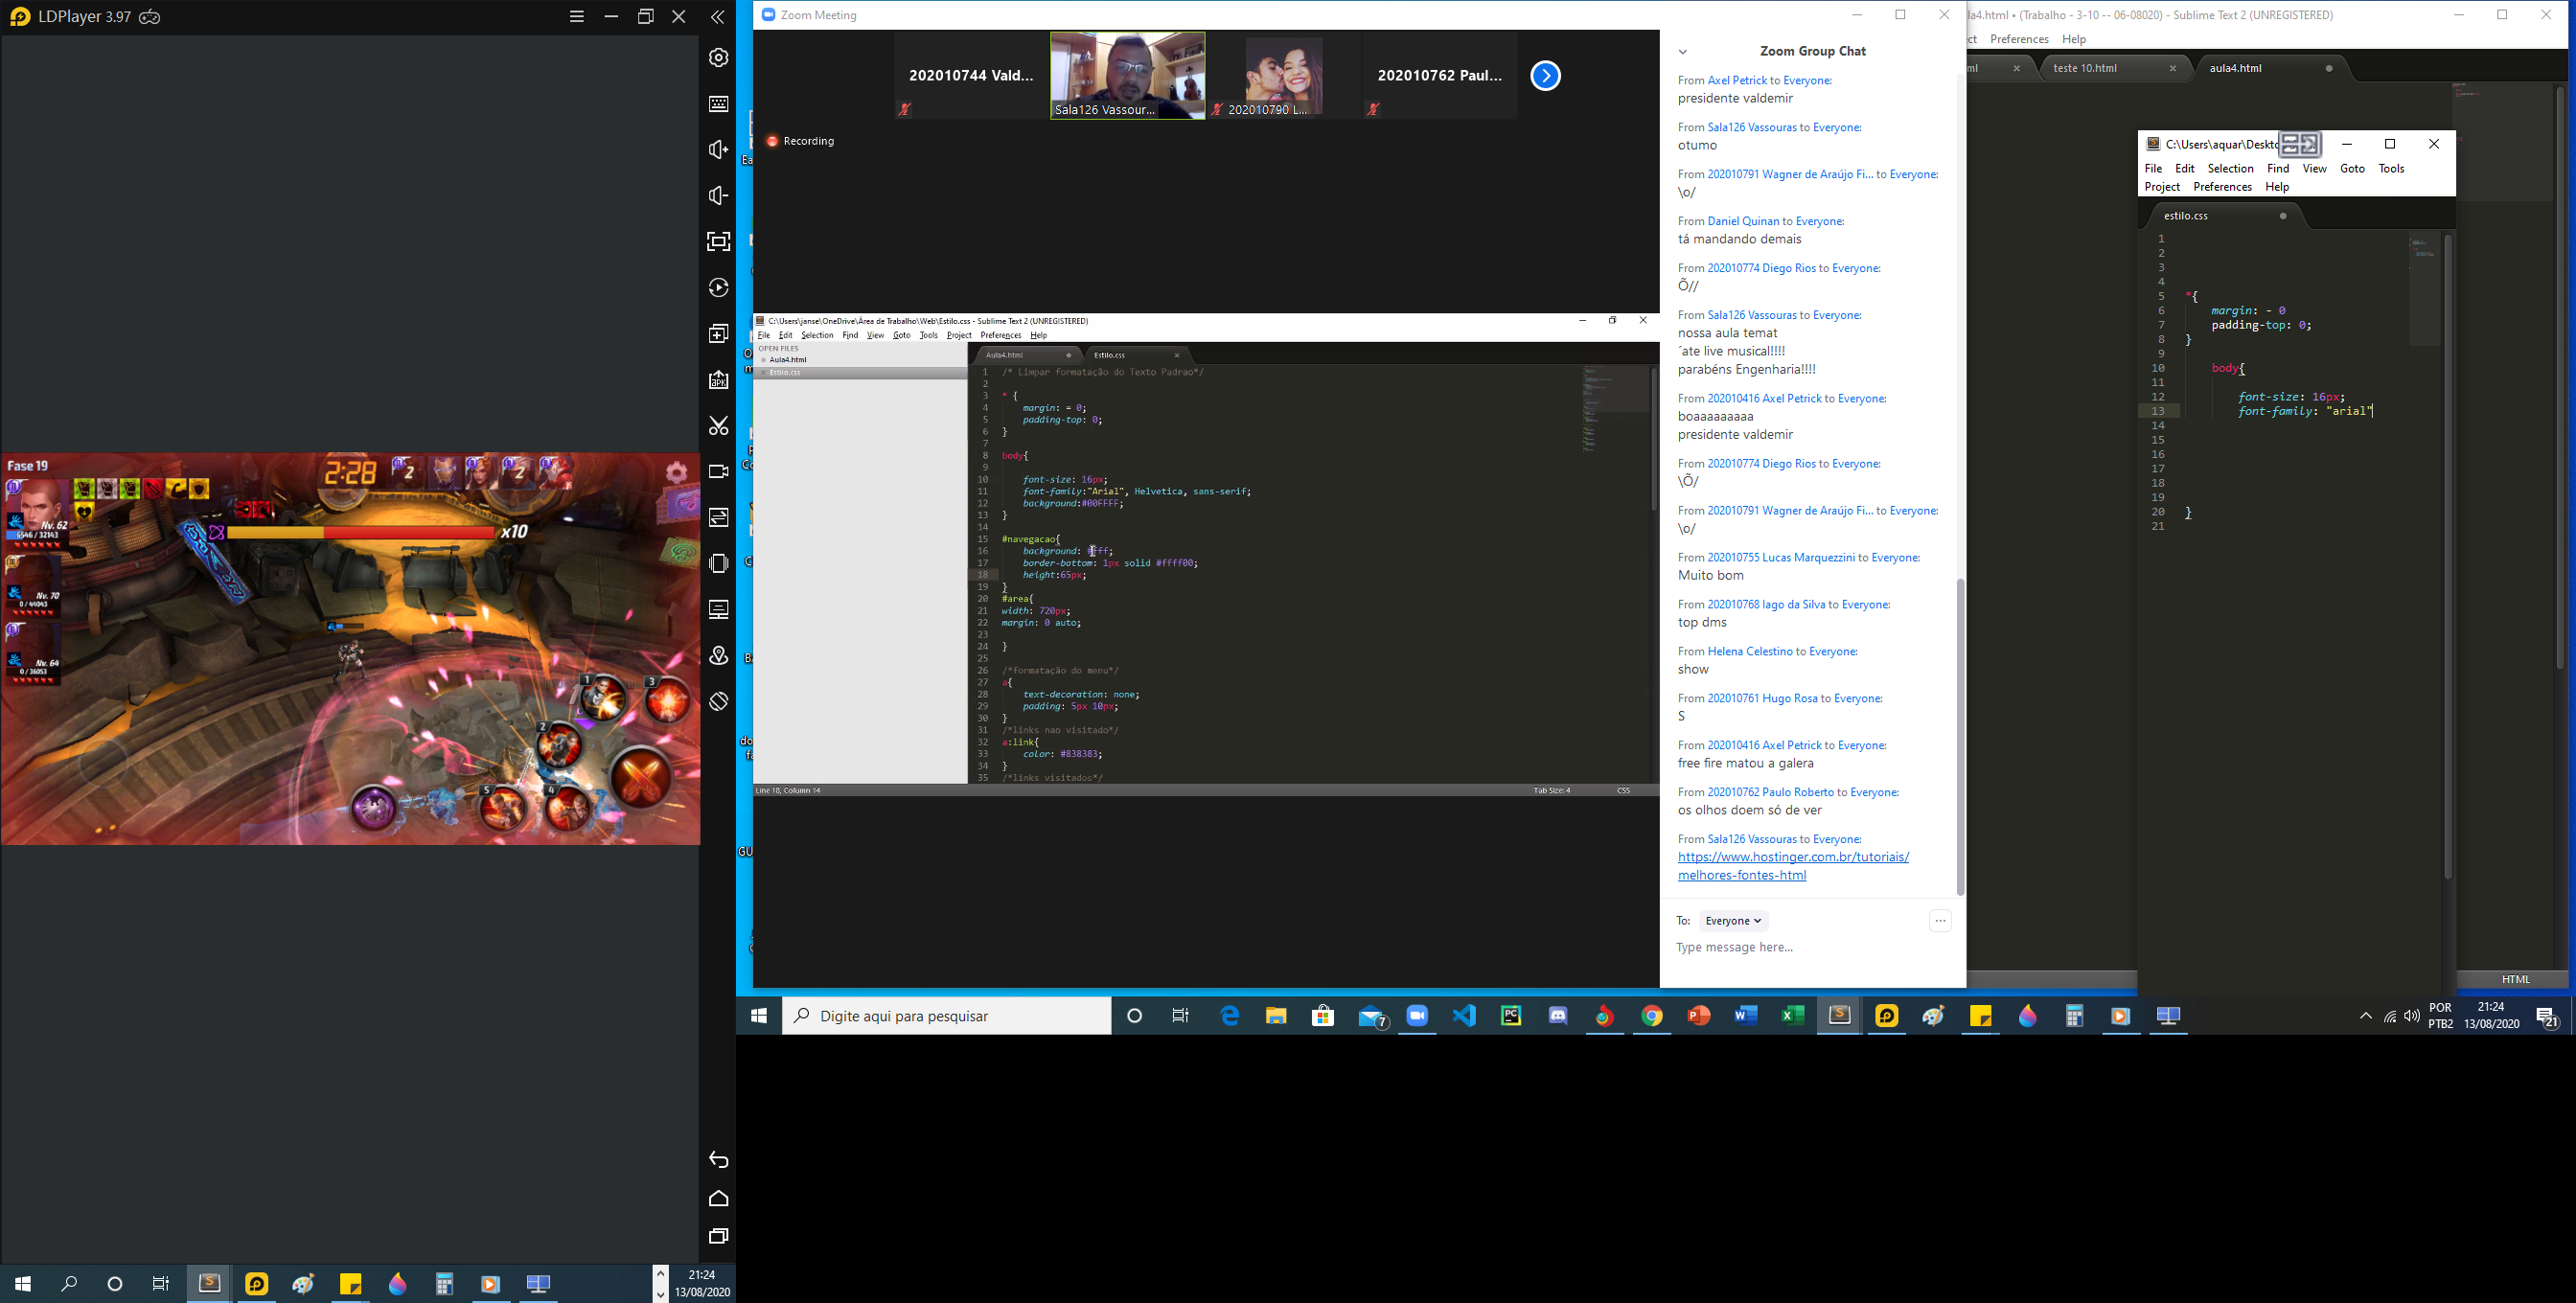 LDPlayer 3.97
Fase 19
2:28
2
2
Nv. 62
6546 / 32143
x10
Nv. 70
0 / 44043
Nv. 64
0 / 36053
1
3
2
5
4
21:24
13/08/2020
Zoom Meeting
202010744 Vald...
Sala126 Vassour...
202010790 L...
202010762 Paul...
Recording
C:\Users\janse\OneDrive\Área de Trabalho\Web\Estilo.css - Sublime Text 2 (UNREGISTERED)
File Edit Selection Find View Goto Tools Project Preferences Help
OPEN FILES
Aula4.html
Estilo.css
Aula4.html
Estilo.css
1 /* Limpar formatação do Texto Padrao*/
2
3 * {
4 margin: = 0;
5 padding-top: 0;
6 }
7
8 body{
9
10 font-size: 16px;
11 font-family:"Arial", Helvetica, sans-serif;
12 background:#00FFFF;
13 }
14
15 #navegacao{
16 background: #fff;
17 border-bottom: 1px solid #ffff00;
18 height:65px;
19 }
20 #area{
21 width: 720px;
22 margin: 0 auto;
23
24 }
25
26 /*formatação do menu*/
27 a{
28 text-decoration: none;
29 padding: 5px 10px;
30 }
31 /*links nao visitado*/
32 a:link{
33 color: #838383;
34 }
35 /*links visitados*/
Line 18, Column 14
Tab Size: 4
CSS
Zoom Group Chat
From Axel Petrick to Everyone:
presidente valdemir
From Sala126 Vassouras to Everyone:
otumo
From 202010791 Wagner de Araújo Fi... to Everyone:
\o/
From Daniel Quinan to Everyone:
tá mandando demais
From 202010774 Diego Rios to Everyone:
Õ//
From Sala126 Vassouras to Everyone:
nossa aula temat
´ate live musical!!!!
parabéns Engenharia!!!!
From 202010416 Axel Petrick to Everyone:
boaaaaaaaaa
presidente valdemir
From 202010774 Diego Rios to Everyone:
\Õ/
From 202010791 Wagner de Araújo Fi... to Everyone:
\o/
From 202010755 Lucas Marquezzini to Everyone:
Muito bom
From 202010768 Iago da Silva to Everyone:
top dms
From Helena Celestino to Everyone:
show
From 202010761 Hugo Rosa to Everyone:
S
From 202010416 Axel Petrick to Everyone:
free fire matou a galera
From 202010762 Paulo Roberto to Everyone:
os olhos doem só de ver
From Sala126 Vassouras to Everyone:
https://www.hostinger.com.br/tutoriais/
melhores-fontes-html
To: Everyone
Type message here...
la4.html • (Trabalho - 3-10 -- 06-08020) - Sublime Text 2 (UNREGISTERED)
ct Preferences Help
ml
teste 10.html
aula4.html
C:\Users\aquar\Deskto
File Edit Selection Find View Goto Tools
Project Preferences Help
estilo.css
1
2
3
4
5 *{
6 margin: - 0
7 padding-top: 0;
8 }
9
10 body{
11
12 font-size: 16px;
13 font-family: "arial"
14
15
16
17
18
19
20 }
21
HTML
Digite aqui para pesquisar
7
POR
PTB2
21:24
13/08/2020
21